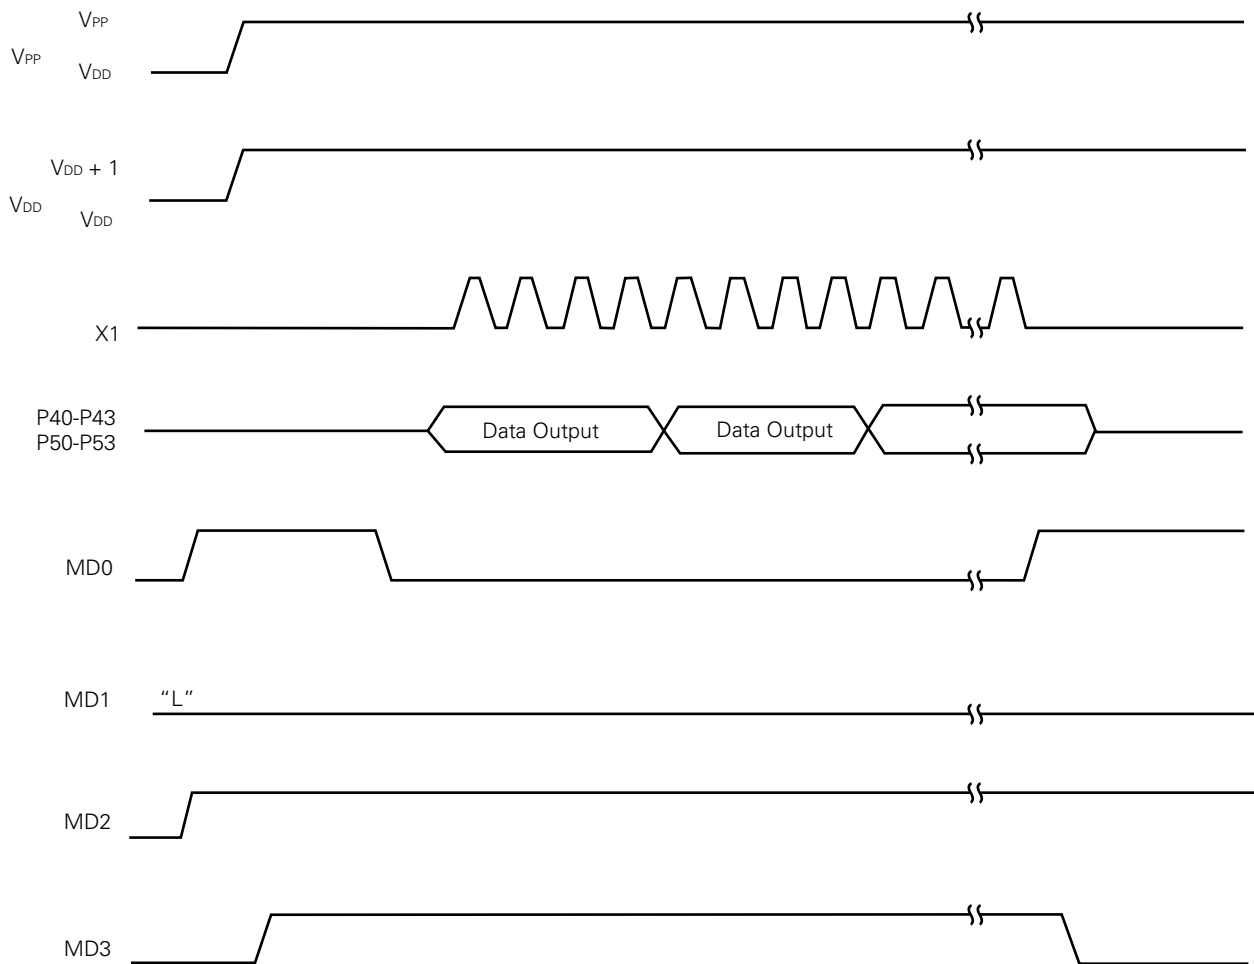 VPP
VPP
VDD
VDD + 1
VDD
VDD
X1
P40-P43
P50-P53
Data Output
Data Output
MD0
MD1
“L”
MD2
MD3